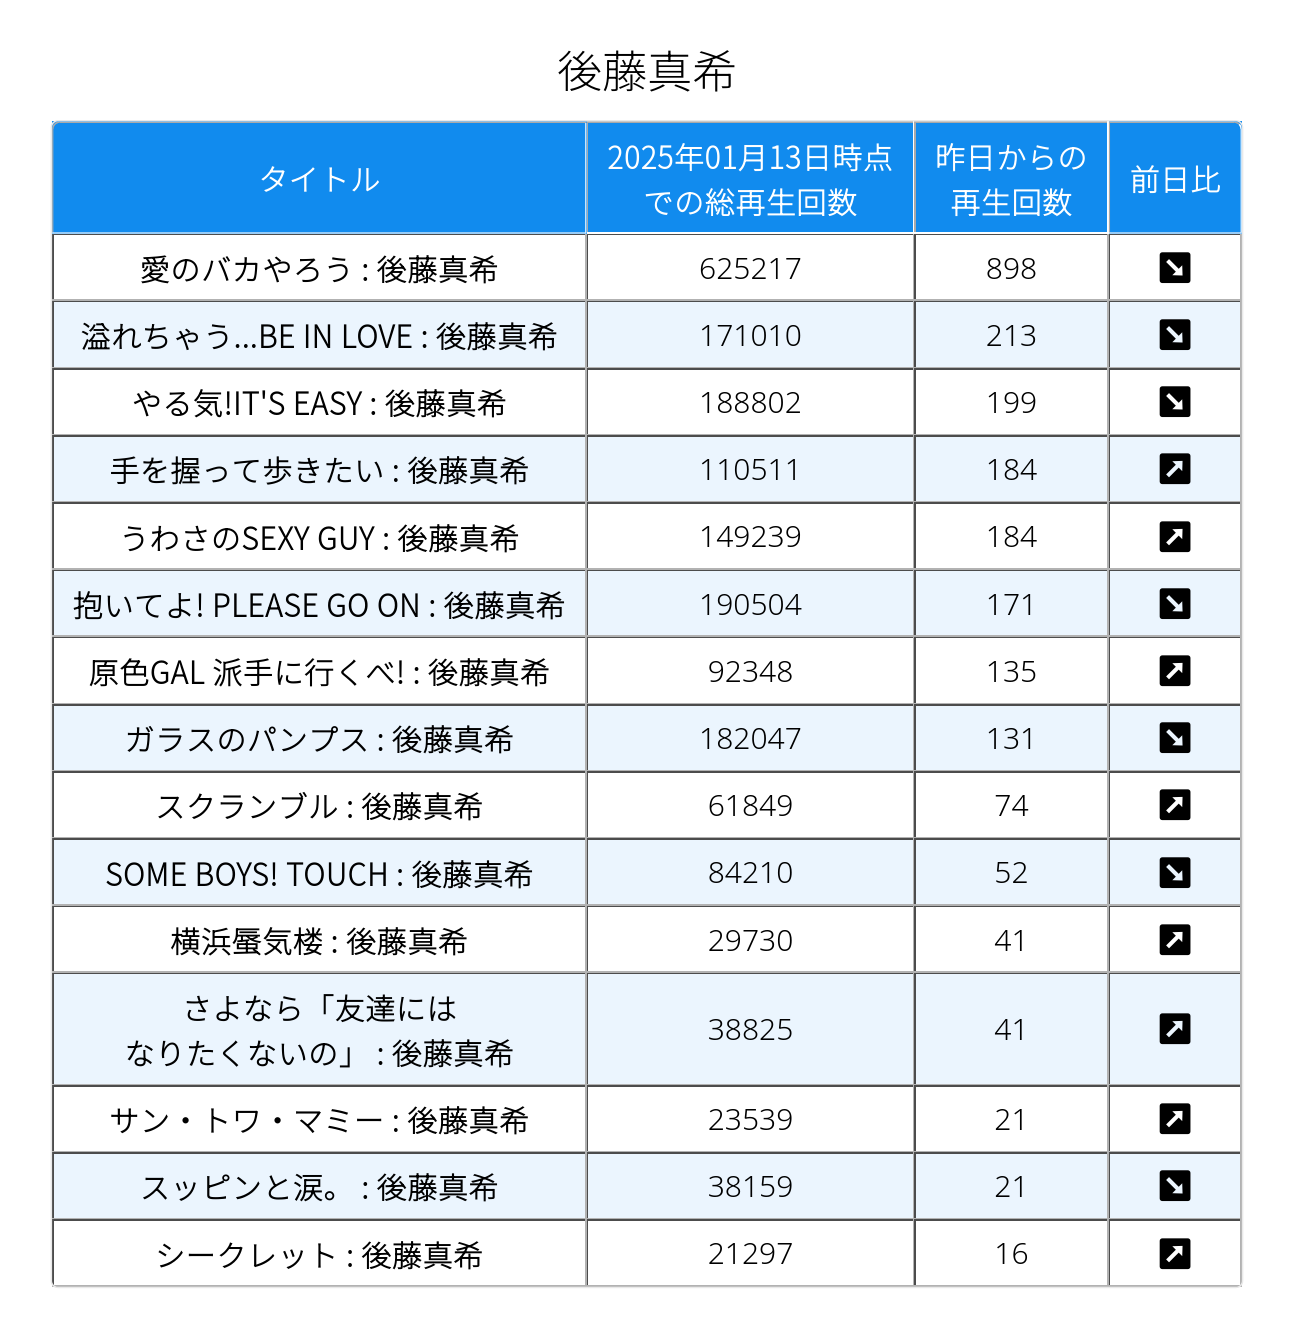 後藤真希
タイトル
2025年01月13日時点
での総再生回数
昨日からの
再生回数
前日比
愛のバカやろう : 後藤真希 625217 898
溢れちゃう...BE IN LOVE : 後藤真希 171010 213
やる気!IT'S EASY : 後藤真希 188802 199
手を握って歩きたい : 後藤真希 110511 184
うわさのSEXY GUY : 後藤真希 149239 184
抱いてよ! PLEASE GO ON : 後藤真希 190504 171
原色GAL 派手に行くべ! : 後藤真希 92348 135
ガラスのパンプス : 後藤真希 182047 131
スクランブル : 後藤真希 61849 74
SOME BOYS! TOUCH : 後藤真希 84210 52
横浜蜃気楼 : 後藤真希 29730 41
さよなら「友達には
なりたくないの」 : 後藤真希 38825 41
サン・トワ・マミー : 後藤真希 23539 21
スッピンと涙。 : 後藤真希 38159 21
シークレット : 後藤真希 21297 16